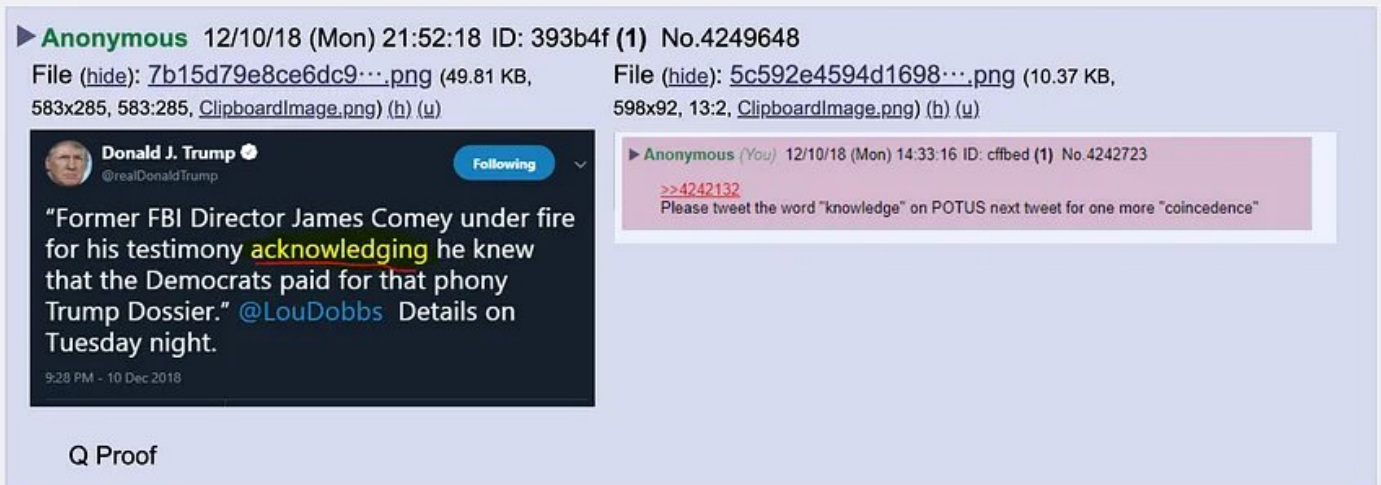 Anonymous 12/10/18 (Mon) 21:52:18 ID: 393b4f (1) No.4249648
File (hide): 7b15d79e8ce6dc9⋯.png (49.81 KB,
583x285, 583:285, ClipboardImage.png) (h) (u)
Donald J. Trump
@realDonaldTrump
Following
“Former FBI Director James Comey under fire
for his testimony acknowledging he knew
that the Democrats paid for that phony
Trump Dossier.” @LouDobbs Details on
Tuesday night.
9:28 PM - 10 Dec 2018
File (hide): 5c592e4594d1698⋯.png (10.37 KB,
598x92, 13:2, ClipboardImage.png) (h) (u)
Anonymous (You) 12/10/18 (Mon) 14:33:16 ID: cffbed (1) No.4242723
>>4242132
Please tweet the word "knowledge" on POTUS next tweet for one more "coincedence"
Q Proof